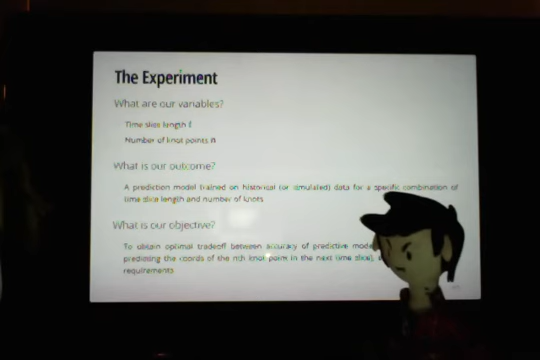 The Experiment
What are our variables?
Time slice length t
Number of knot points n
What is our outcome?
A prediction model trained on historical (or simulated) data for a specific combination of
time slice length and number of knots
What is our objective?
To obtain optimal tradeoff between accuracy of predictive
predicting the coords of the nth knot point in the next time slice),
requirements